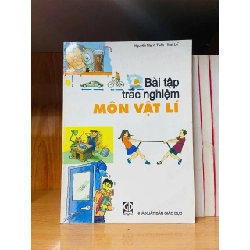 Bài tập
trắc nghiệm
MÔN VẬT LÍ
NHÀ XUẤT BẢN GIÁO DỤC